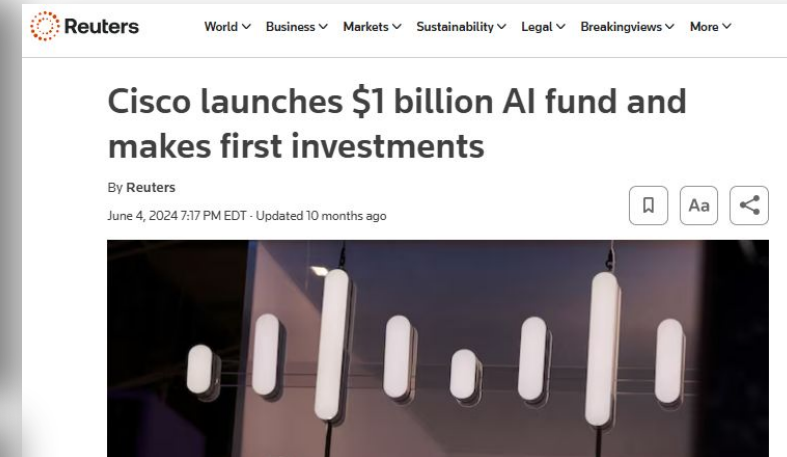 Reuters
World Business Markets Sustainability Legal Breakingviews More
Cisco launches $1 billion AI fund and
makes first investments
By Reuters
June 4, 2024 7:17 PM EDT · Updated 10 months ago
Aa